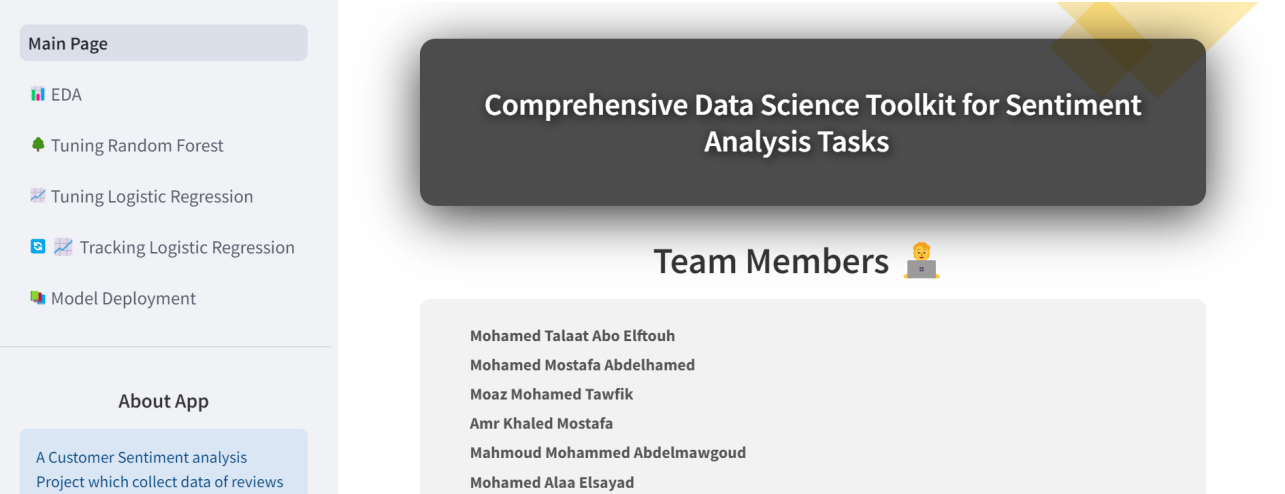 Main Page
EDA
Tuning Random Forest
Tuning Logistic Regression
Tracking Logistic Regression
Model Deployment
About App
A Customer Sentiment analysis
Project which collect data of reviews
Comprehensive Data Science Toolkit for Sentiment
Analysis Tasks
Team Members
Mohamed Talaat Abo Elftouh
Mohamed Mostafa Abdelhamed
Moaz Mohamed Tawfik
Amr Khaled Mostafa
Mahmoud Mohammed Abdelmawgoud
Mohamed Alaa Elsayad